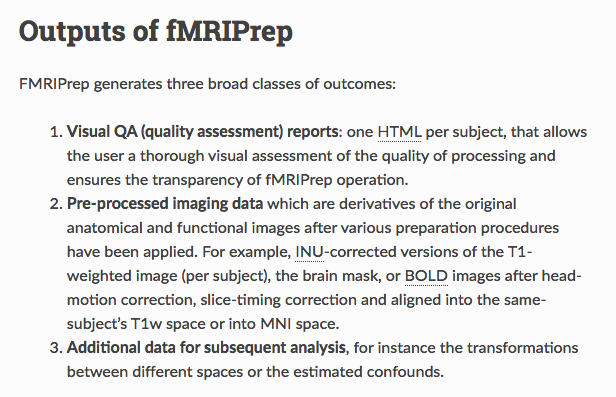 Outputs of fMRIPrep
FMRIPrep generates three broad classes of outcomes:
1. Visual QA (quality assessment) reports: one HTML per subject, that allows
the user a thorough visual assessment of the quality of processing and
ensures the transparency of fMRIPrep operation.
2. Pre-processed imaging data which are derivatives of the original
anatomical and functional images after various preparation procedures
have been applied. For example, INU-corrected versions of the T1-
weighted image (per subject), the brain mask, or BOLD images after head-
motion correction, slice-timing correction and aligned into the same-
subject’s T1w space or into MNI space.
3. Additional data for subsequent analysis, for instance the transformations
between different spaces or the estimated confounds.